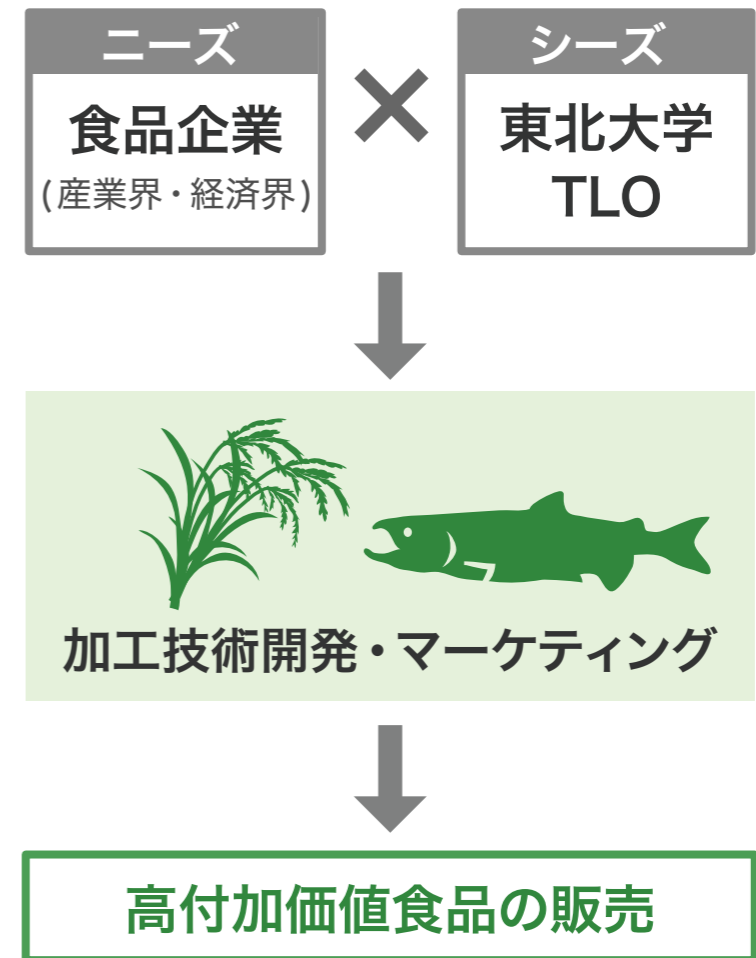 ニーズ
食品企業
(産業界・経済界)
×
シーズ
東北大学
TLO
加工技術開発・マーケティング
高付加価値食品の販売